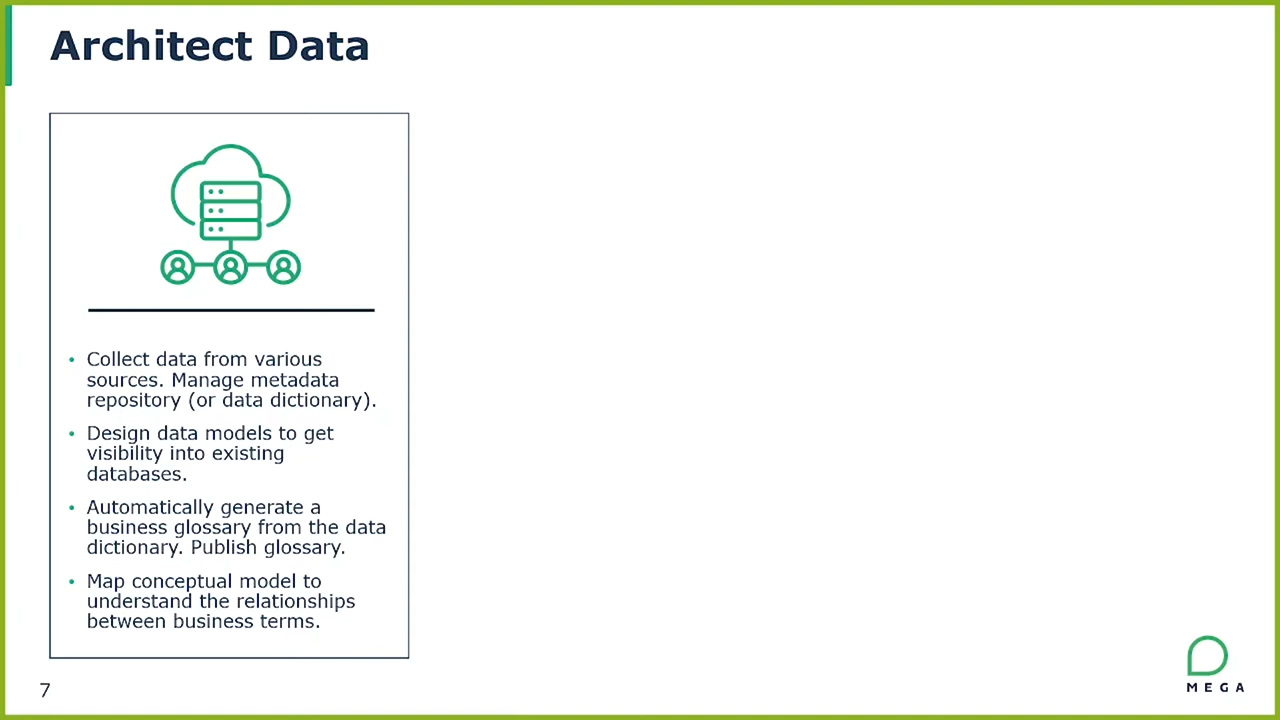 Architect Data
• Collect data from various
sources. Manage metadata
repository (or data dictionary).
• Design data models to get
visibility into existing
databases.
• Automatically generate a
business glossary from the data
dictionary. Publish glossary.
• Map conceptual model to
understand the relationships
between business terms.
7
MEGA